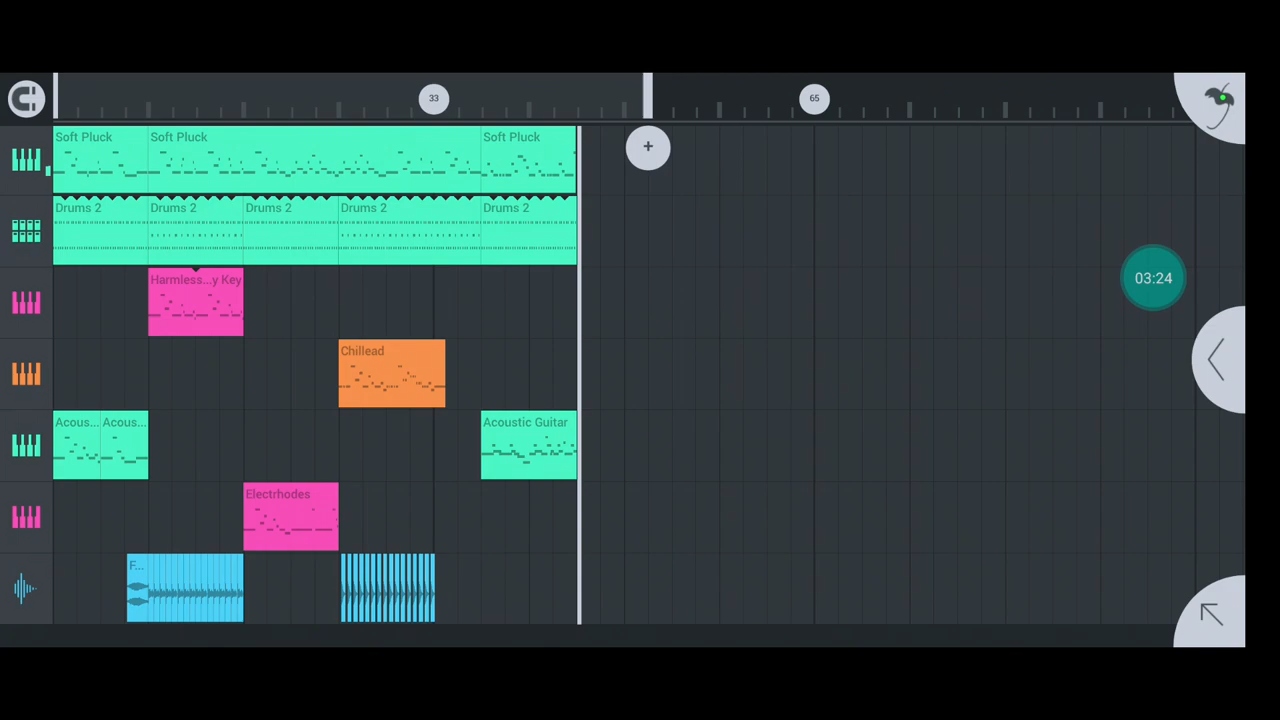 33
65
+
Soft Pluck Soft Pluck Soft Pluck
Drums 2 Drums 2 Drums 2 Drums 2 Drums 2
Harmless...y Key
03:24
Chillead
Acous... Acous... Acoustic Guitar
Electrhodes
F...